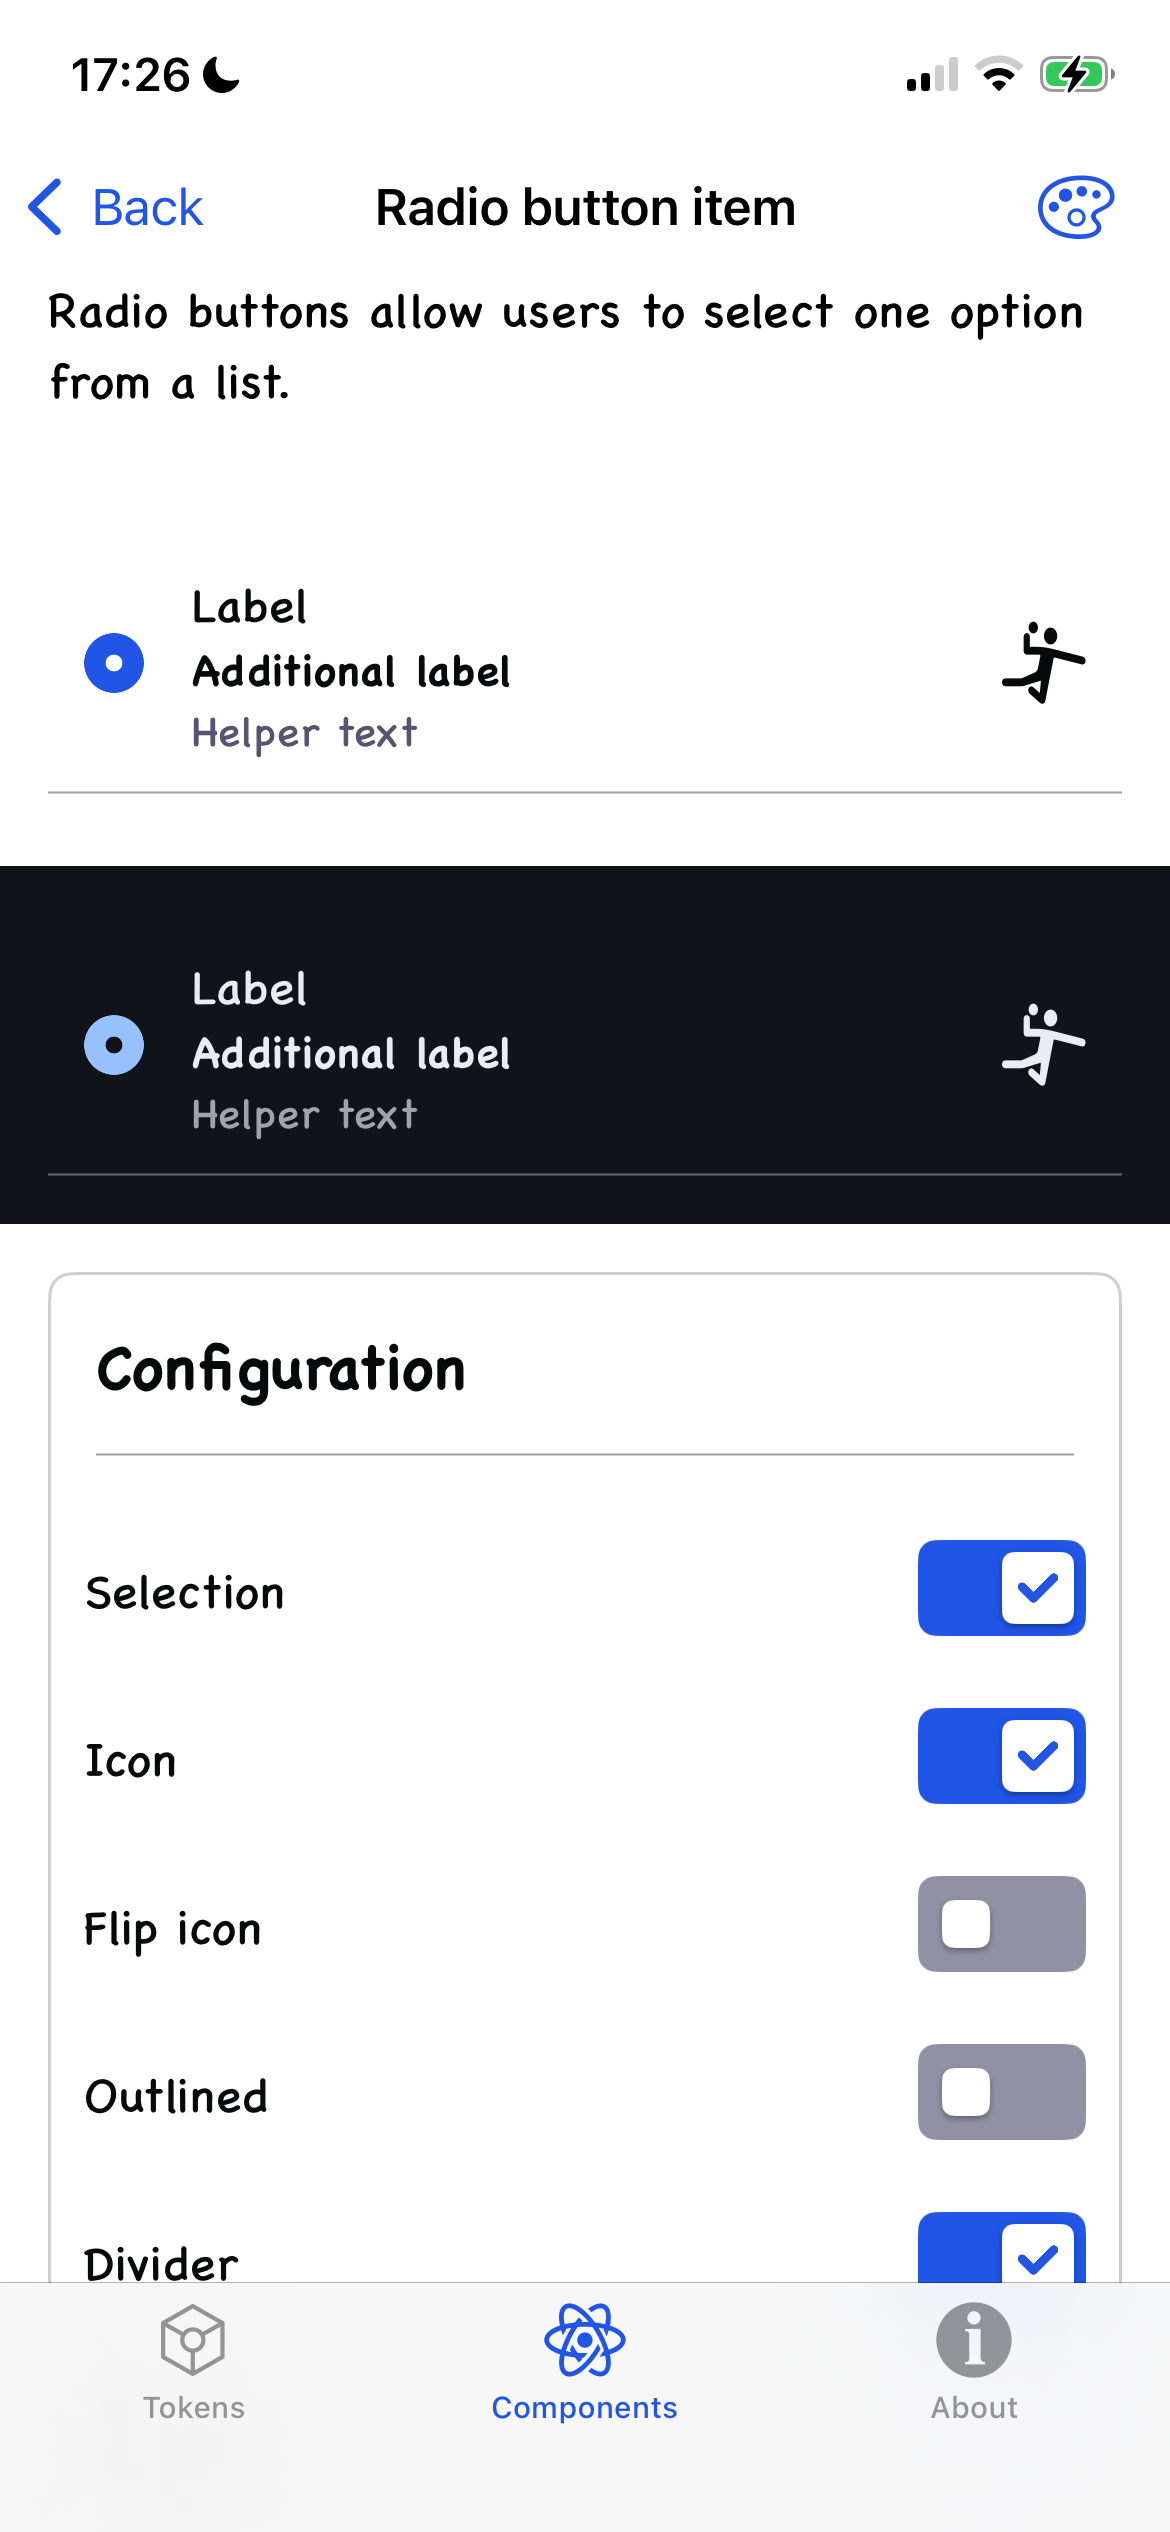 17:26
Back
Radio button item
Radio buttons allow users to select one option
from a list.
Label
Additional label
Helper text
Label
Additional label
Helper text
Configuration
Selection
Icon
Flip icon
Outlined
Divider
Tokens
Components
About